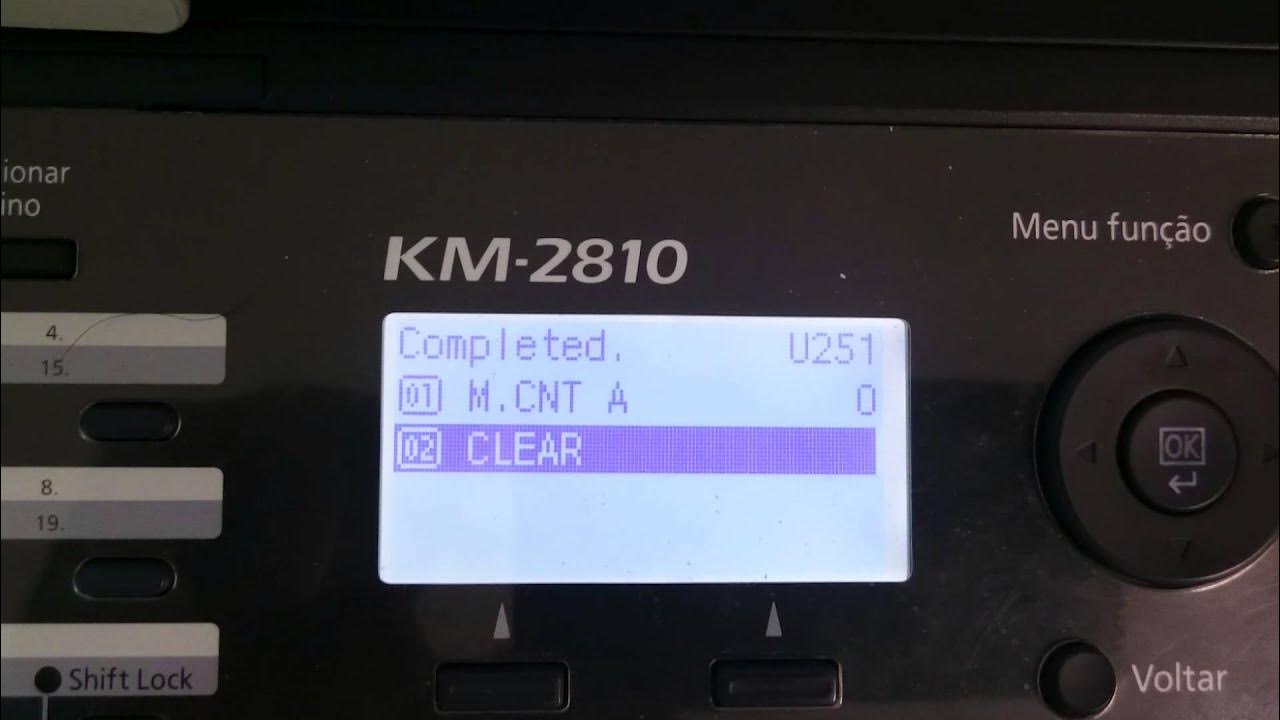 ionar
ino
KM-2810
Menu função
4.
15.
Completed. U251
01 M.CNT A 0
02 CLEAR
OK
8.
19.
Shift Lock
Voltar